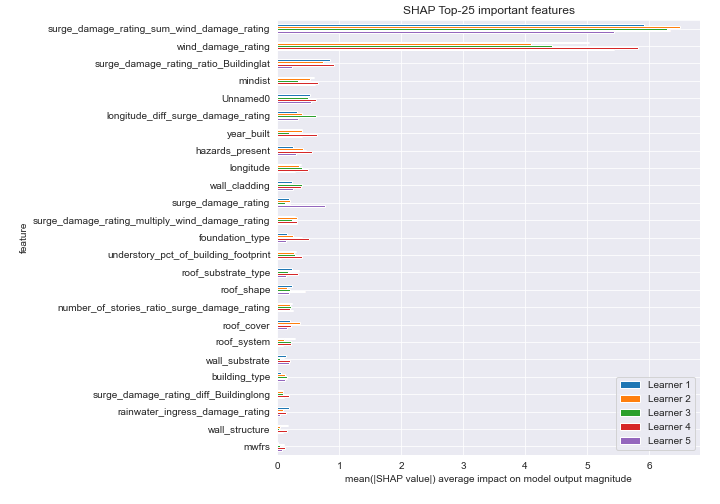 SHAP Top-25 important features
feature
surge_damage_rating_sum_wind_damage_rating
wind_damage_rating
surge_damage_rating_ratio_Buildinglat
mindist
Unnamed0
longitude_diff_surge_damage_rating
year_built
hazards_present
longitude
wall_cladding
surge_damage_rating
surge_damage_rating_multiply_wind_damage_rating
foundation_type
understory_pct_of_building_footprint
roof_substrate_type
roof_shape
number_of_stories_ratio_surge_damage_rating
roof_cover
roof_system
wall_substrate
building_type
surge_damage_rating_diff_Buildinglong
rainwater_ingress_damage_rating
wall_structure
mwfrs
Learner 1
Learner 2
Learner 3
Learner 4
Learner 5
0 1 2 3 4 5 6
mean(|SHAP value|) average impact on model output magnitude